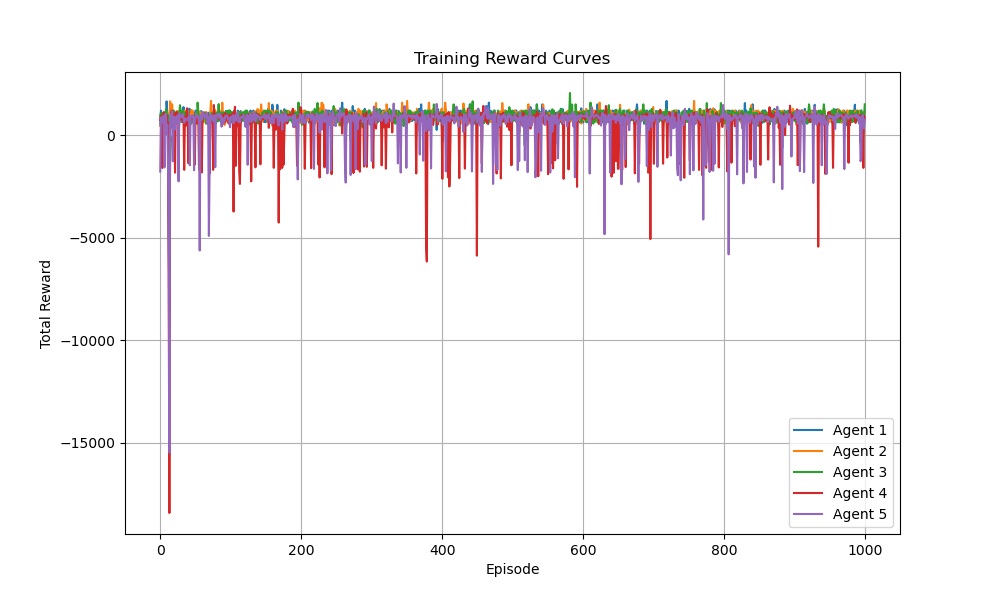 Training Reward Curves
Total Reward
0
−5000
−10000
−15000
0 200 400 600 800 1000
Episode
Agent 1
Agent 2
Agent 3
Agent 4
Agent 5